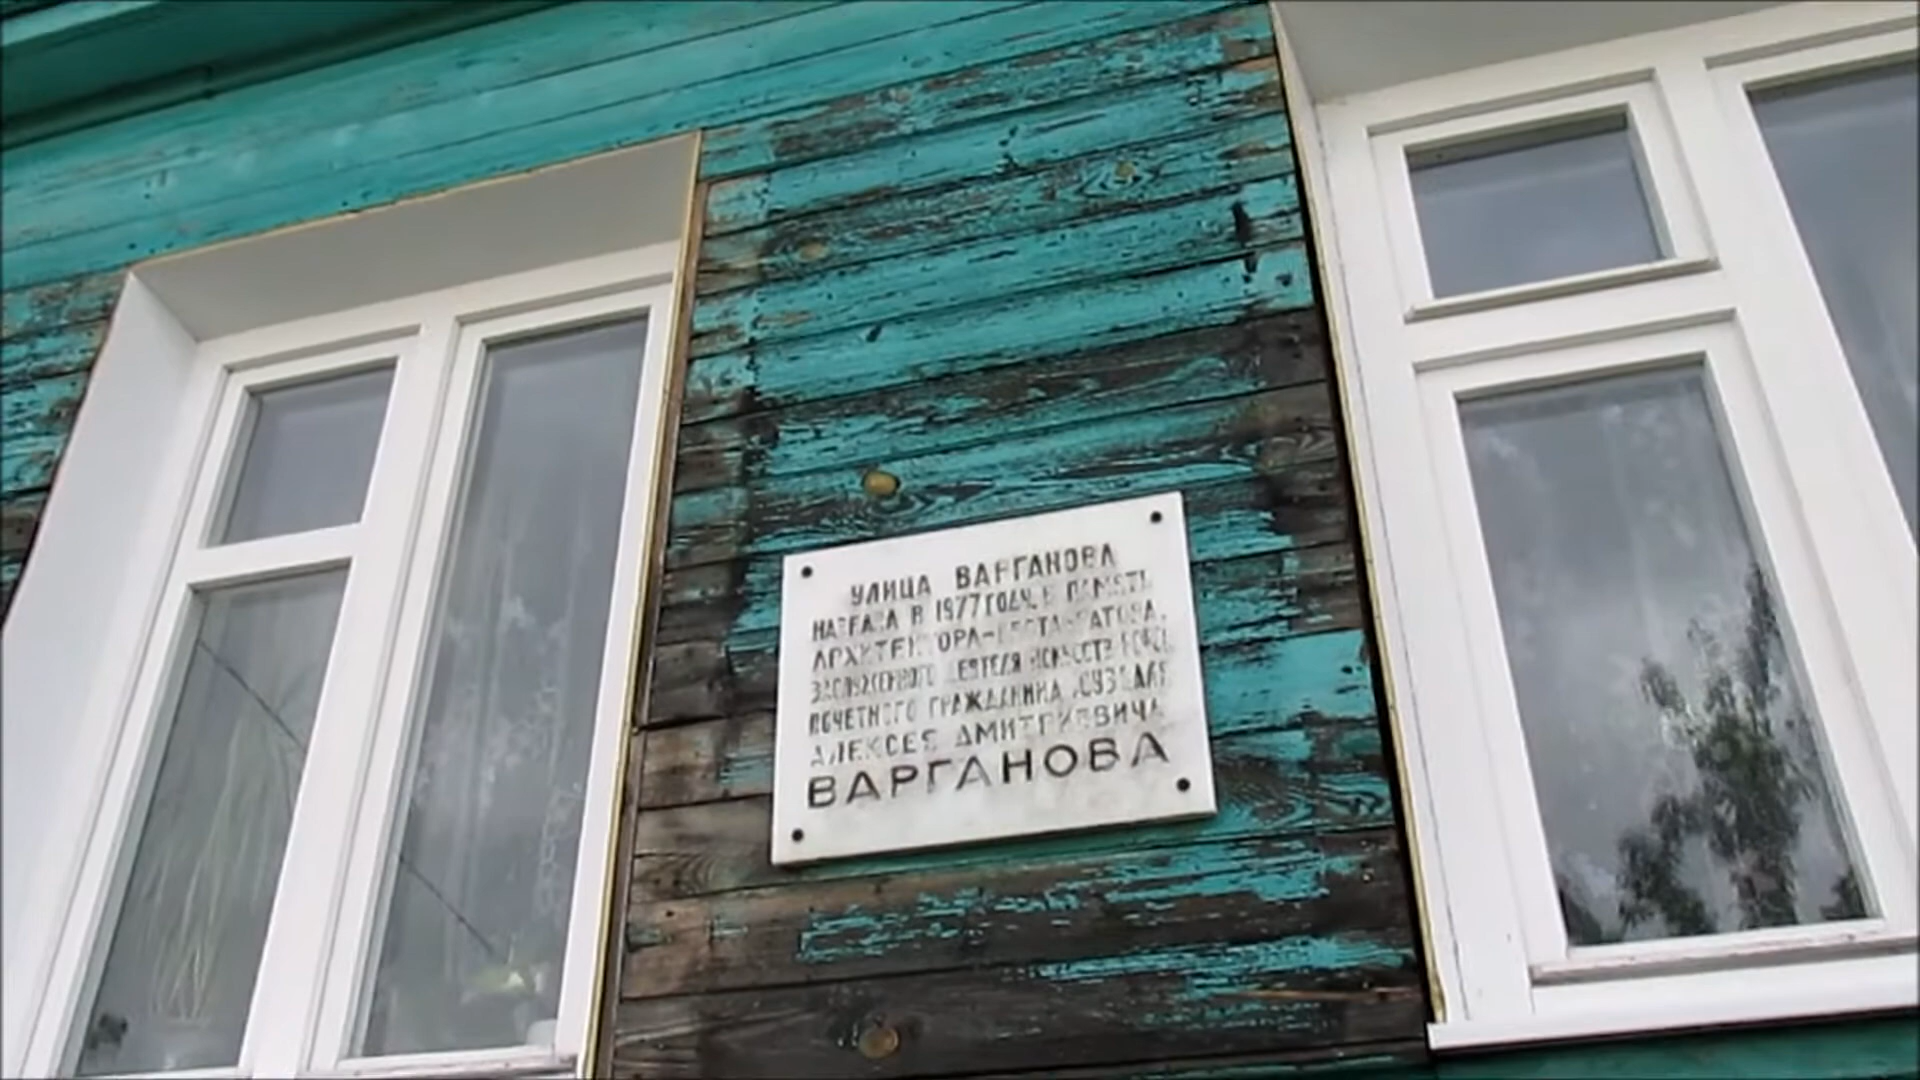 УЛИЦА ВАРГАНОВА
НАЗВАНА В 1977 ГОДУ В ПАМЯТЬ
АРХИТЕКТОРА-РЕСТАВРАТОРА,
ЗАСЛУЖЕННОГО ДЕЯТЕЛЯ ИСКУССТВ РСФСР,
ПОЧЕТНОГО ГРАЖДАНИНА Г.СУЗДАЛЯ
АЛЕКСЕЯ ДМИТРИЕВИЧА
ВАРГАНОВА